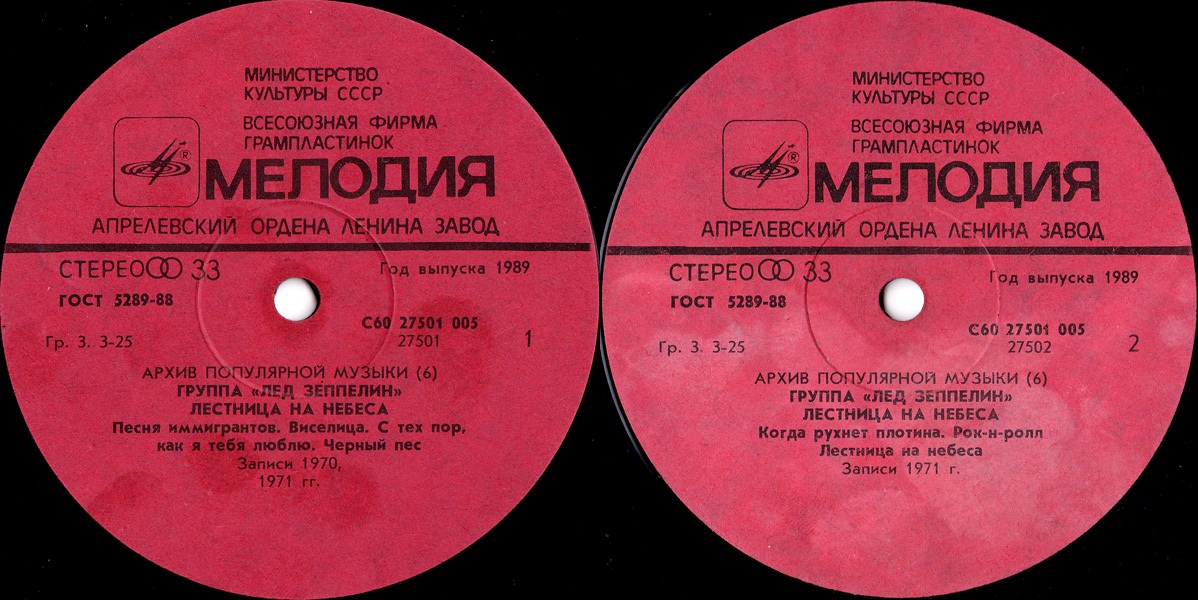 МИНИСТЕРСТВО
КУЛЬТУРЫ СССР
ВСЕСОЮЗНАЯ ФИРМА
ГРАМПЛАСТИНОК
®
МЕЛОДИЯ
АПРЕЛЕВСКИЙ ОРДЕНА ЛЕНИНА ЗАВОД
СТЕРЕО 33
Год выпуска 1989
ГОСТ 5289-88
С60 27501 005
Гр. 3. 3-25
27501
1
АРХИВ ПОПУЛЯРНОЙ МУЗЫКИ (6)
ГРУППА «ЛЕД ЗЕППЕЛИН»
ЛЕСТНИЦА НА НЕБЕСА
Песня иммигрантов. Виселица. С тех пор,
как я тебя люблю. Черный пес
Записи 1970,
1971 гг.
МИНИСТЕРСТВО
КУЛЬТУРЫ СССР
ВСЕСОЮЗНАЯ ФИРМА
ГРАМПЛАСТИНОК
®
МЕЛОДИЯ
АПРЕЛЕВСКИЙ ОРДЕНА ЛЕНИНА ЗАВОД
СТЕРЕО 33
Год выпуска 1989
ГОСТ 5289-88
С60 27501 005
Гр. 3. 3-25
27502
2
АРХИВ ПОПУЛЯРНОЙ МУЗЫКИ (6)
ГРУППА «ЛЕД ЗЕППЕЛИН»
ЛЕСТНИЦА НА НЕБЕСА
Когда рухнет плотина. Рок-н-ролл
Лестница на небеса
Записи 1971 г.